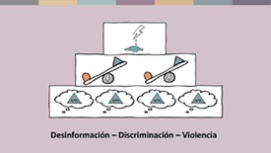 Desinformación – Discriminación – Violencia